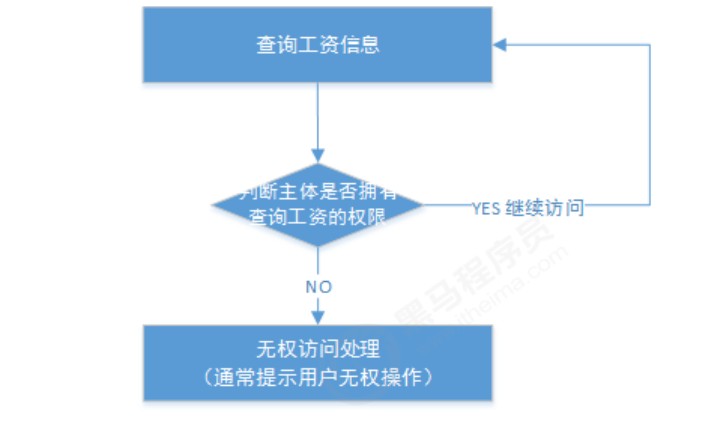 查询工资信息
判断主体是否拥有
查询工资的权限
YES 继续访问
NO
无权访问处理
（通常提示用户无权操作）
黑马程序员
itheima.com